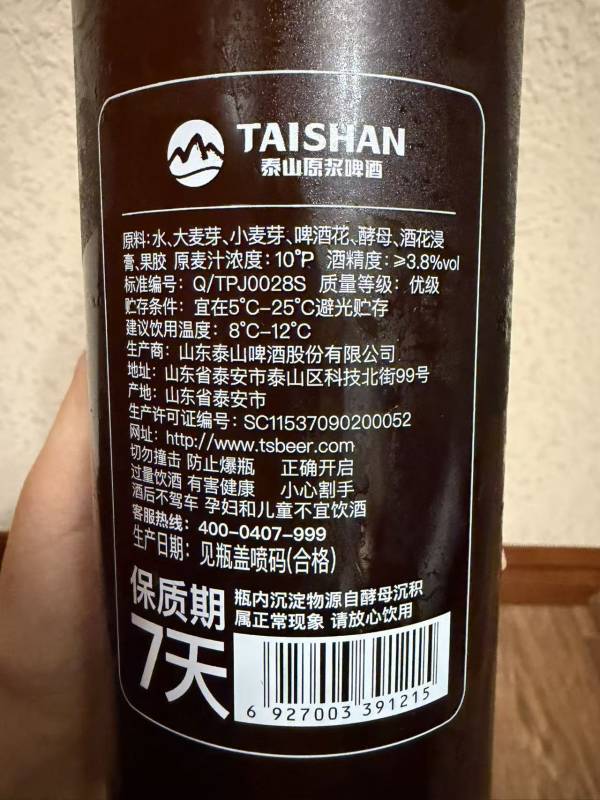 TAISHAN
泰山原浆啤酒
原料:水、大麦芽、小麦芽、啤酒花、酵母、酒花浸
膏、果胶 原麦汁浓度:10°P 酒精度:≥3.8%vol
标准编号: Q/TPJ0028S 质量等级: 优级
贮存条件: 宜在5°C-25°C避光贮存
建议饮用温度: 8°C-12°C
生产商: 山东泰山啤酒股份有限公司
地址: 山东省泰安市泰山区科技北街99号
产地: 山东省泰安市
生产许可证编号: SC11537090200052
网址: http://www.tsbeer.com
切勿撞击 防止爆瓶 正确开启
过量饮酒 有害健康 小心割手
酒后不驾车 孕妇和儿童不宜饮酒
客服热线: 400-0407-999
生产日期: 见瓶盖喷码(合格)
保质期
7天
瓶内沉淀物源自酵母沉积
属正常现象 请放心饮用
6 927003 391215